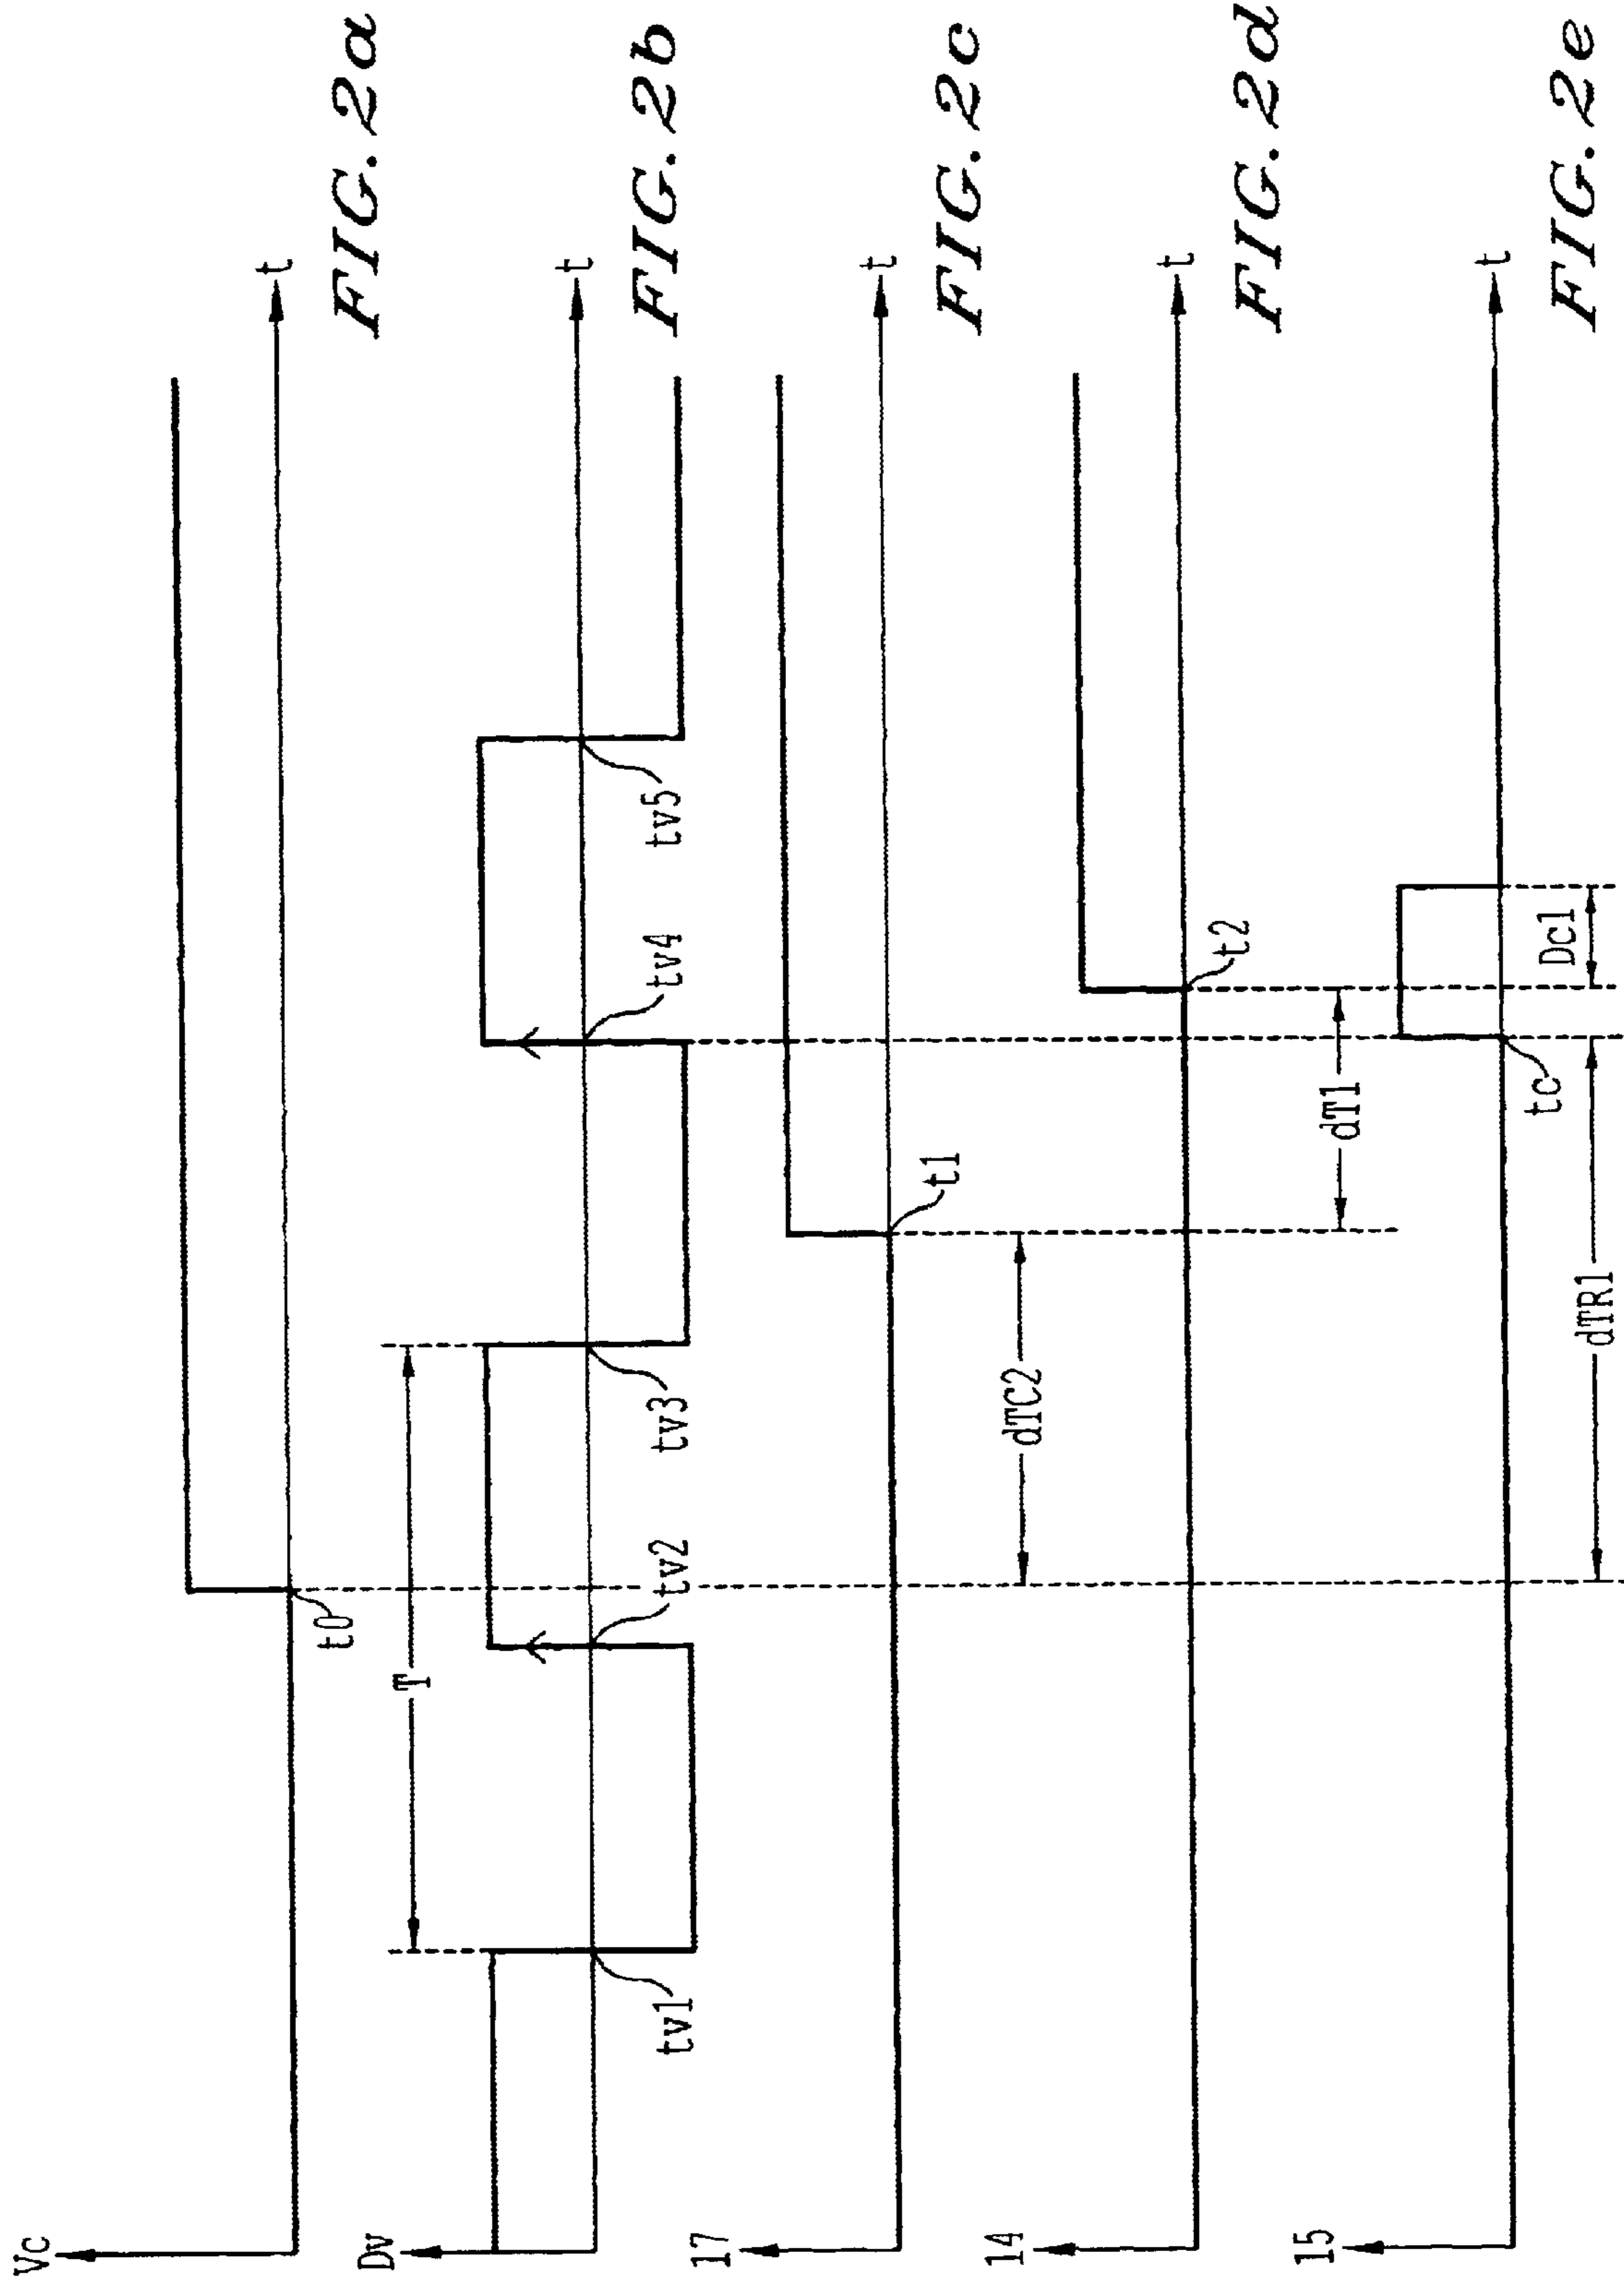 Vc
t0
t
FIG. 2a
Dv
T
tv1
tv2
tv3
tv4
tv5
t
FIG. 2b
17
t1
t
FIG. 2c
dTC2
14
t2
t
FIG. 2d
dT1
15
tc
t
Dc1
dTR1
FIG. 2e